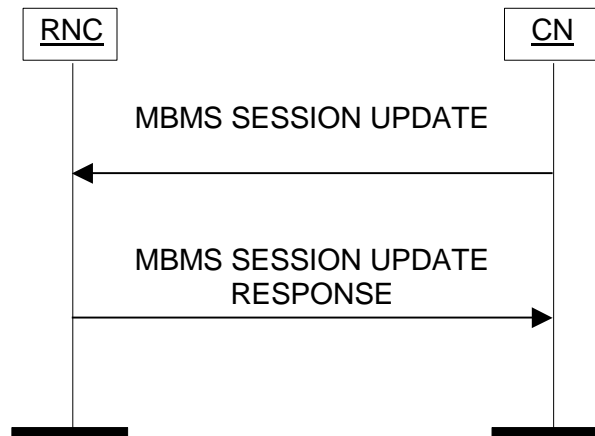 RNC
CN
MBMS SESSION UPDATE
MBMS SESSION UPDATE
RESPONSE